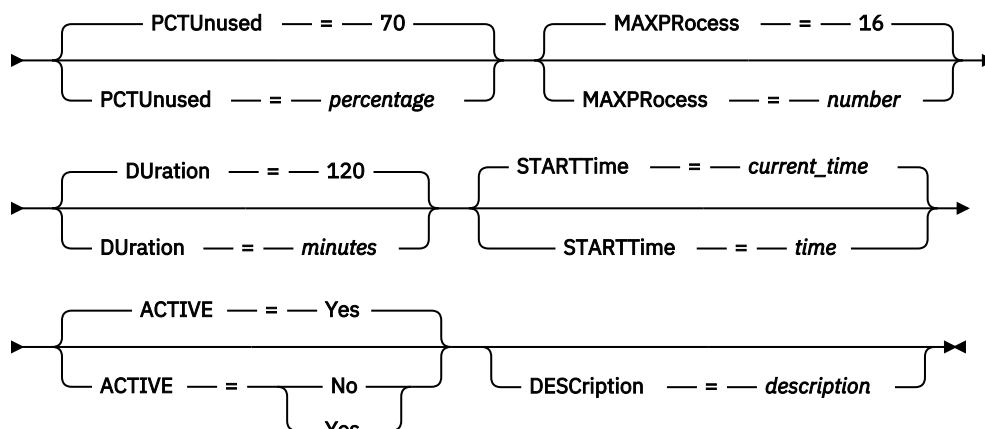 PCTUnused = 70 MAXPRocess = 16
PCTUnused = percentage MAXPRocess = number
DUration = 120 STARTTime = current_time
DUration = minutes STARTTime = time
ACTIVE = Yes
ACTIVE = No DESCription = description
Yes